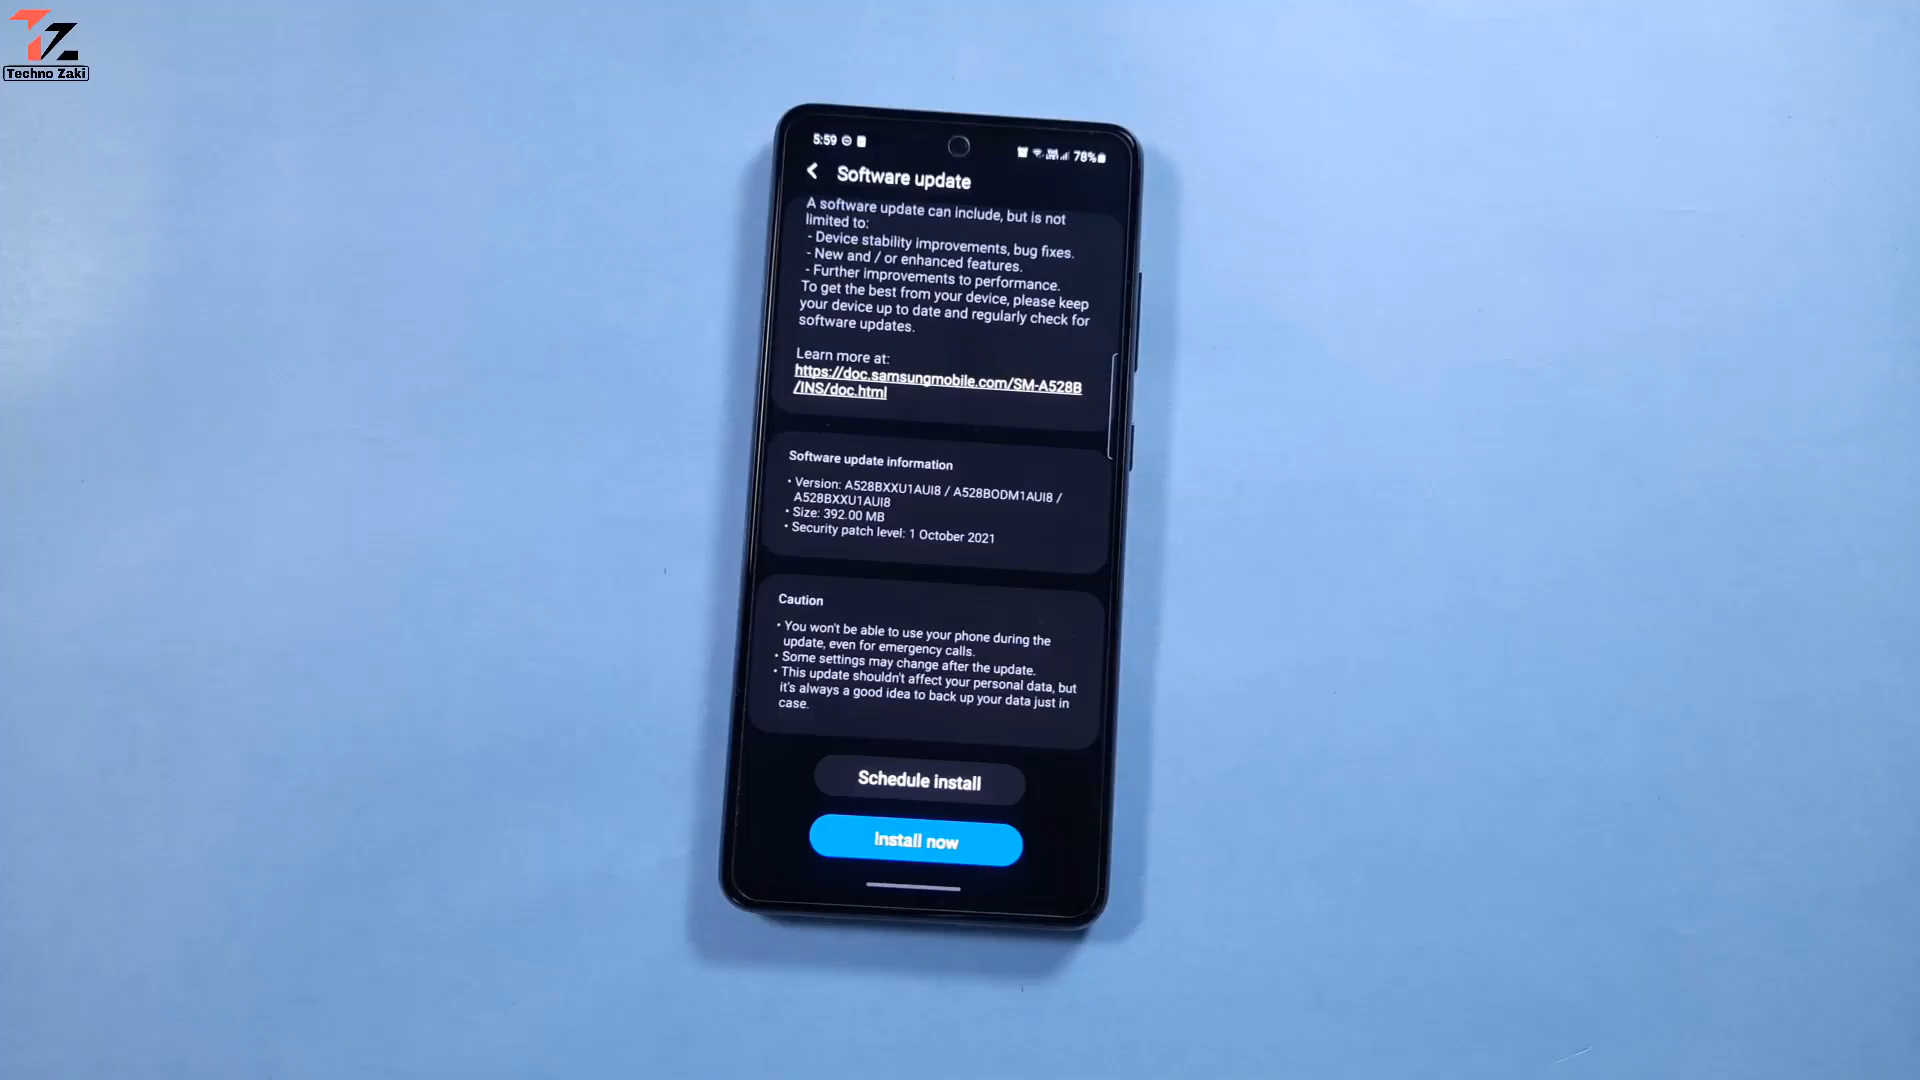 TZ
Techno Zaki
5:59
78%
Software update
A software update can include, but is not
limited to:
- Device stability improvements, bug fixes.
- New and / or enhanced features.
- Further improvements to performance.
To get the best from your device, please keep
your device up to date and regularly check for
software updates.
Learn more at:
https://doc.samsungmobile.com/SM-A528B
/INS/doc.html
Software update information
• Version: A528BXXU1AUI8 / A528BODM1AUI8 /
A528BXXU1AUI8
• Size: 392.00 MB
• Security patch level: 1 October 2021
Caution
• You won't be able to use your phone during the
update, even for emergency calls.
• Some settings may change after the update.
• This update shouldn't affect your personal data, but
it's always a good idea to back up your data just in
case.
Schedule install
Install now